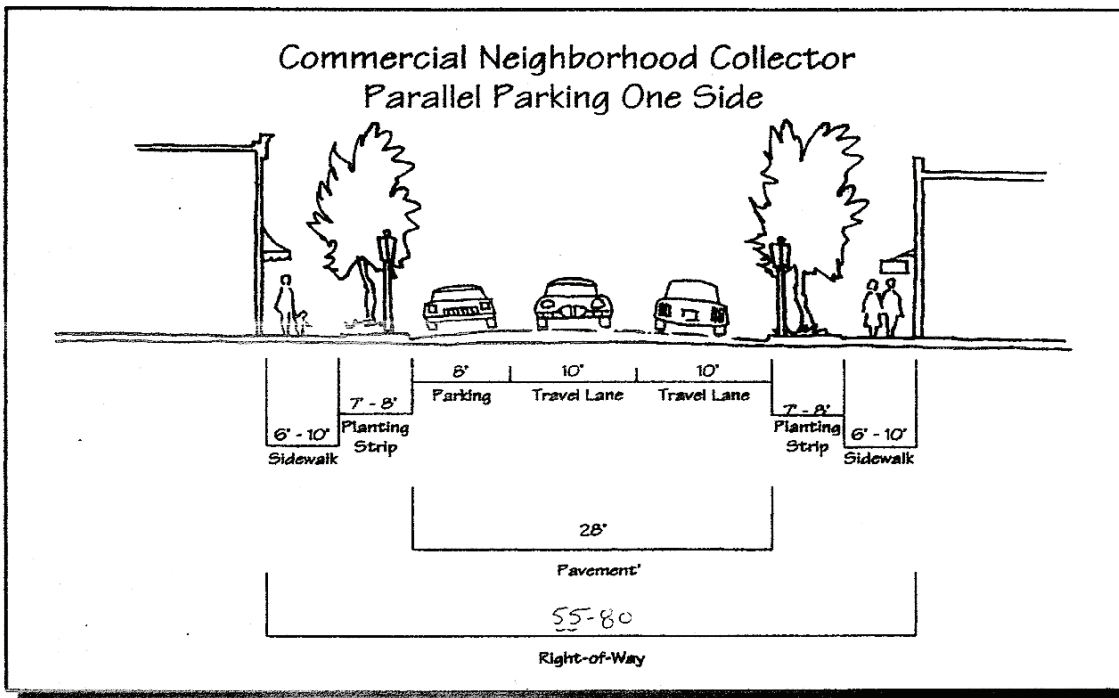 Commercial Neighborhood Collector
Parallel Parking One Side
8' 10' 10'
Parking Travel Lane Travel Lane
7' - 8' 7' - 8'
Planting Strip Planting Strip
6' - 10' 6' - 10'
Sidewalk Sidewalk
28'
Pavement'
55-80
Right-of-Way